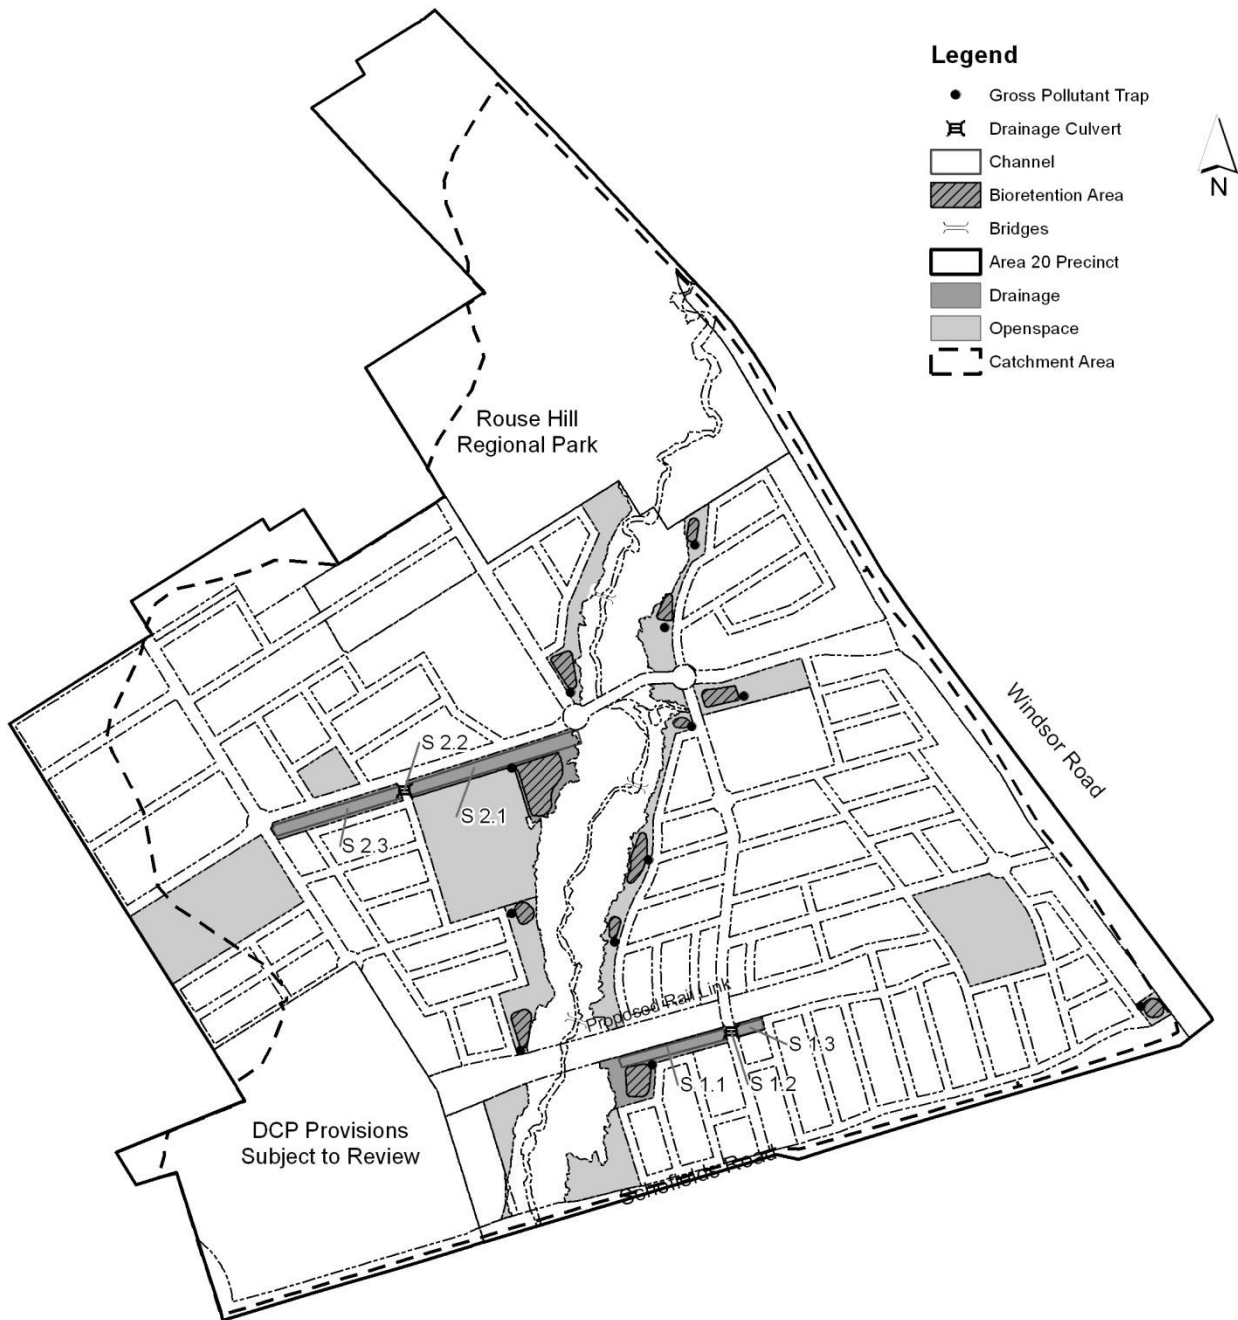 Legend
Gross Pollutant Trap
Drainage Culvert
Channel
Bioretention Area
Bridges
Area 20 Precinct
Drainage
Openspace
Catchment Area
N
Rouse Hill
Regional Park
Windsor Road
S 2.2
S 2.1
S 2.3
Proposed Rail Link
S 1.3
S 1.1
S 1.2
DCP Provisions
Subject to Review
Schofields Road